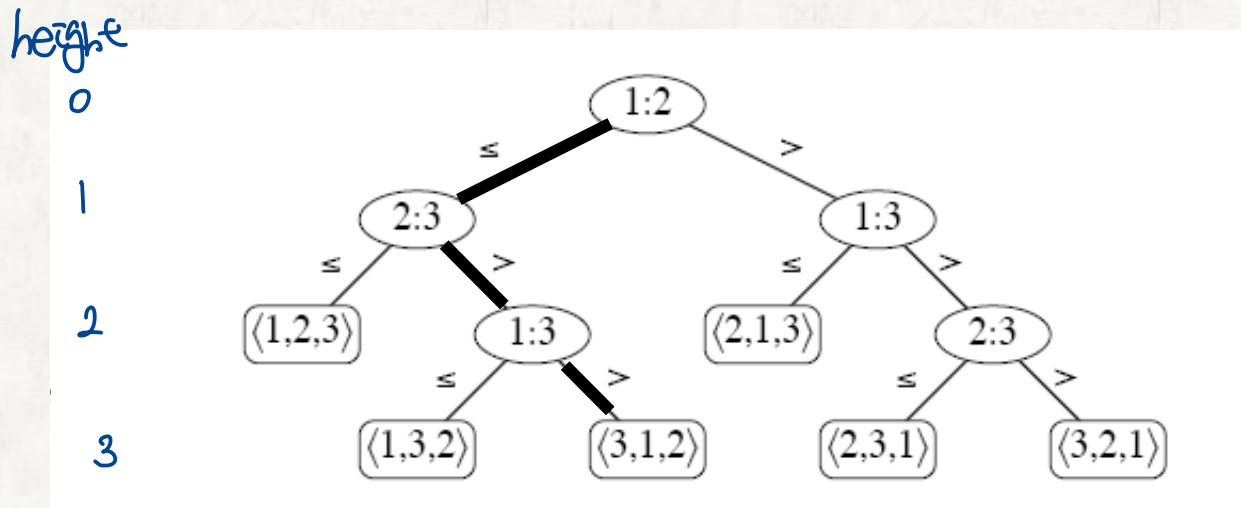 height
0
1:2
≤ >
1
2:3 1:3
≤ > ≤ >
2
⟨1,2,3⟩ 1:3 ⟨2,1,3⟩ 2:3
≤ > ≤ >
3
⟨1,3,2⟩ ⟨3,1,2⟩ ⟨2,3,1⟩ ⟨3,2,1⟩